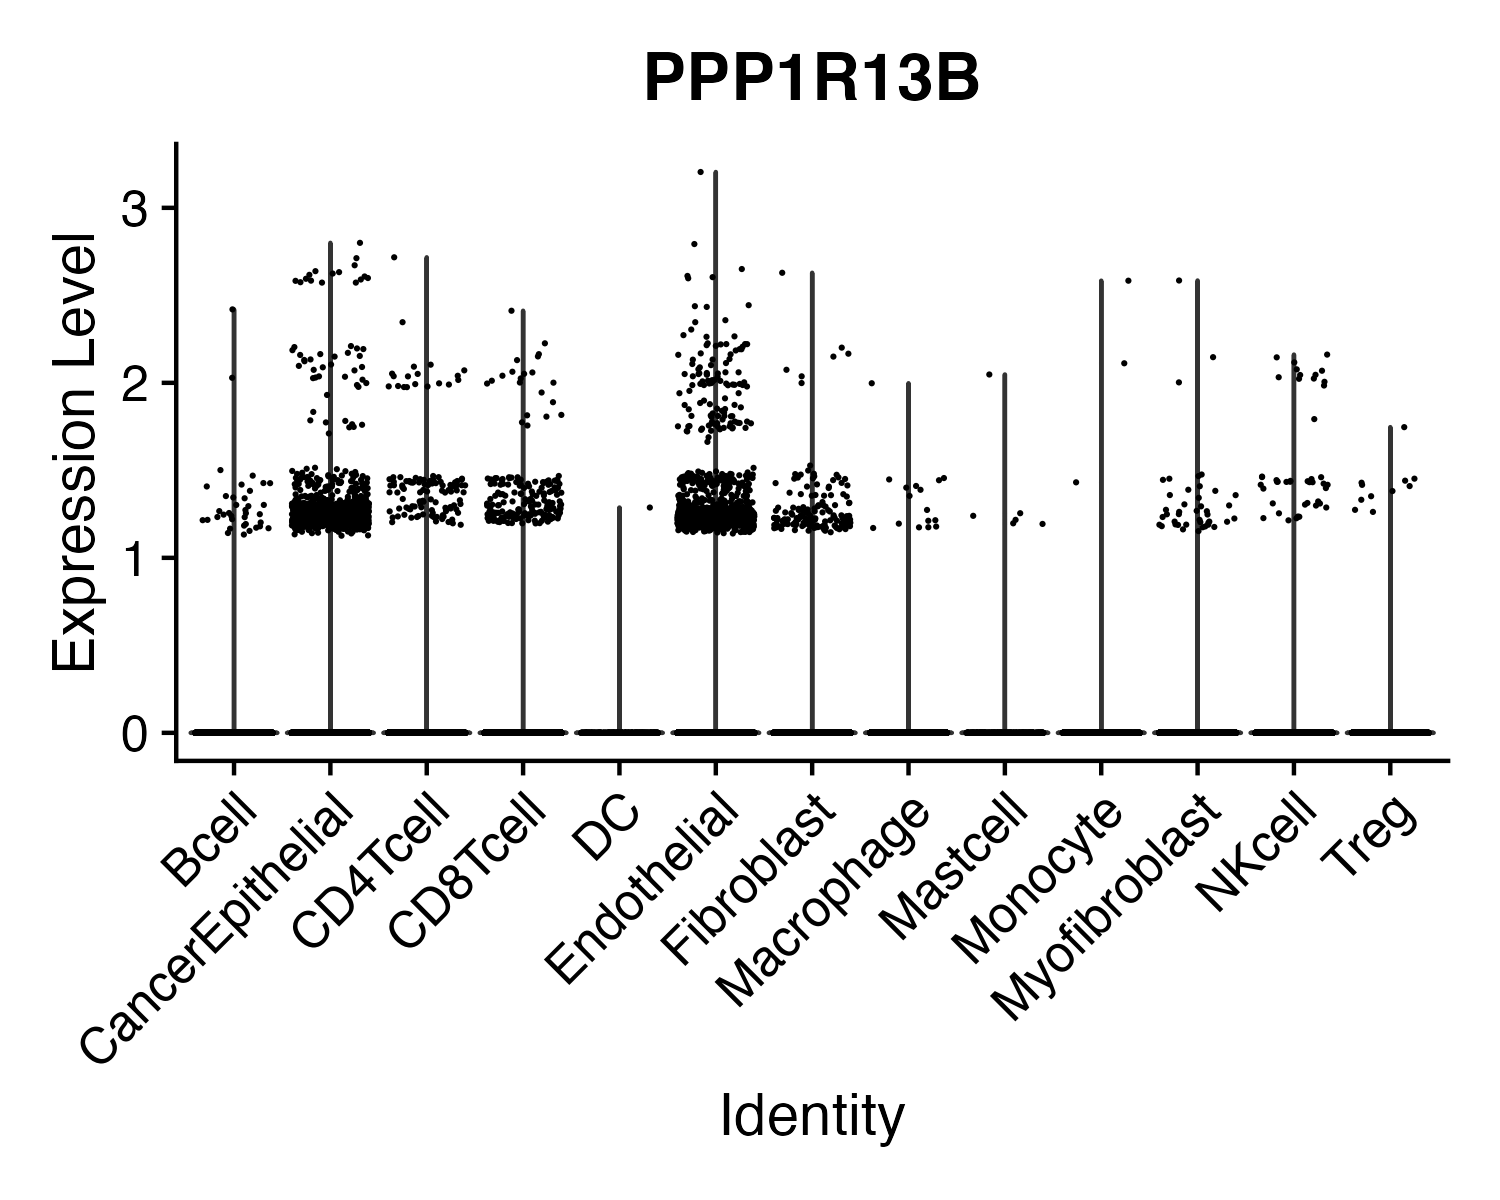 PPP1R13B
Expression Level
3
2
1
0
Bcell
CancerEpithelial
CD4Tcell
CD8Tcell
DC
Endothelial
Fibroblast
Macrophage
Mastcell
Monocyte
Myofibroblast
NKcell
Treg
Identity